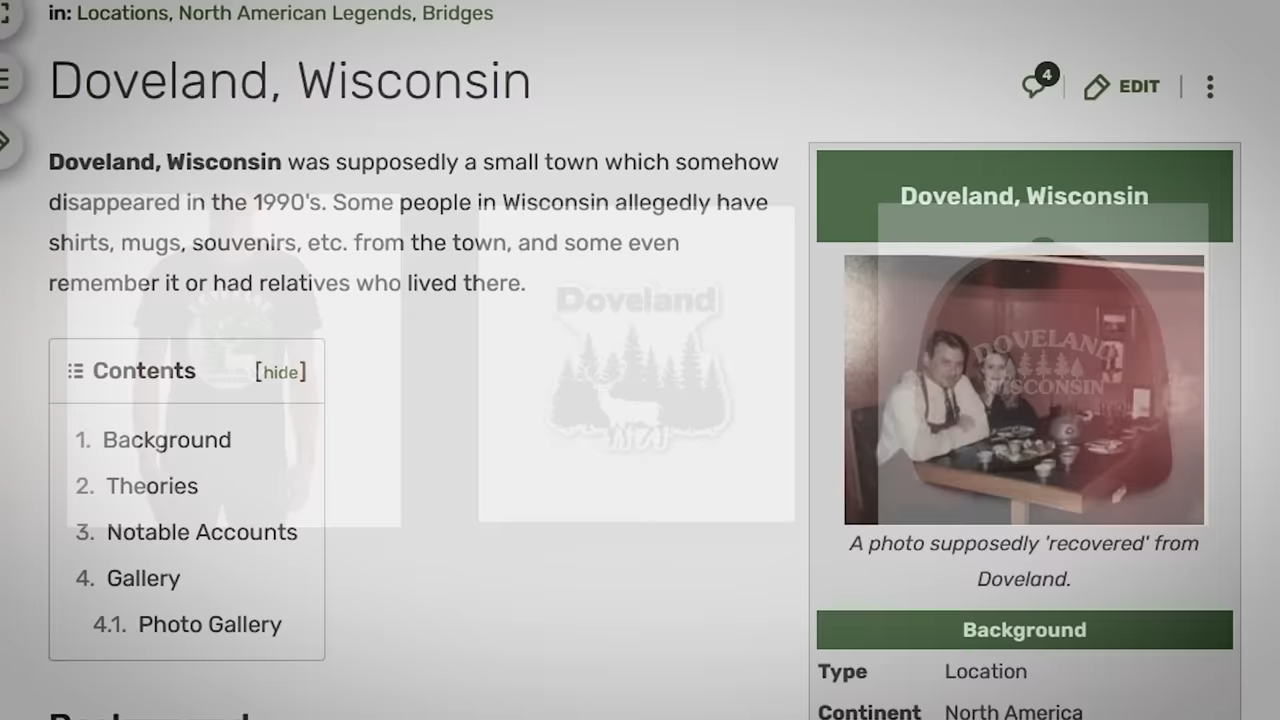 in: Locations, North American Legends, Bridges
Doveland, Wisconsin
4
EDIT
Doveland, Wisconsin was supposedly a small town which somehow
disappeared in the 1990's. Some people in Wisconsin allegedly have
shirts, mugs, souvenirs, etc. from the town, and some even
remember it or had relatives who lived there.
Contents [hide]
1. Background
2. Theories
3. Notable Accounts
4. Gallery
4.1. Photo Gallery
Doveland
Doveland, Wisconsin
DOVELAND
WISCONSIN
A photo supposedly 'recovered' from
Doveland.
Background
Type Location
Continent North America